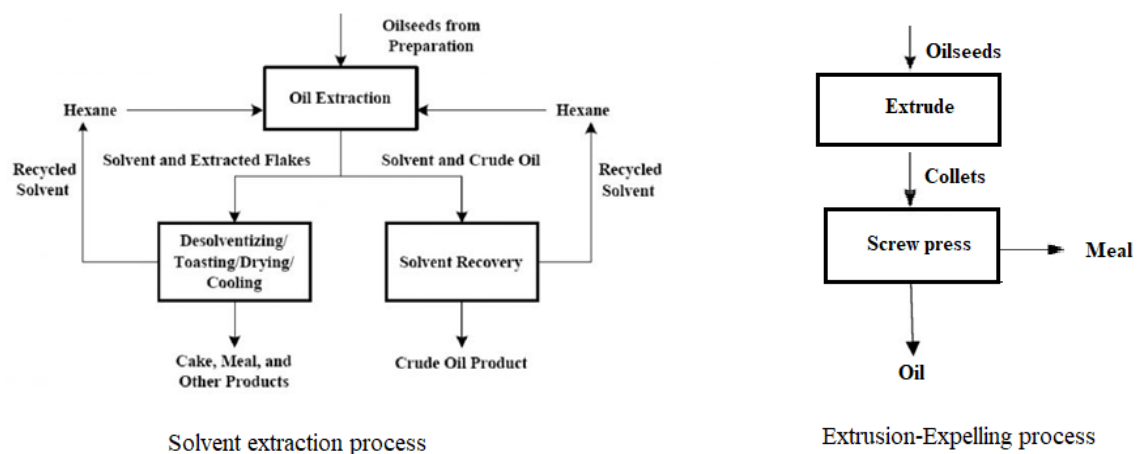 Oilseeds from
Preparation
Oil Extraction
Hexane
Hexane
Solvent and Extracted Flakes
Solvent and Crude Oil
Recycled
Solvent
Recycled
Solvent
Desolventizing/
Toasting/Drying/
Cooling
Solvent Recovery
Cake, Meal, and
Other Products
Crude Oil Product
Solvent extraction process
Oilseeds
Extrude
Collets
Screw press
Meal
Oil
Extrusion-Expelling process